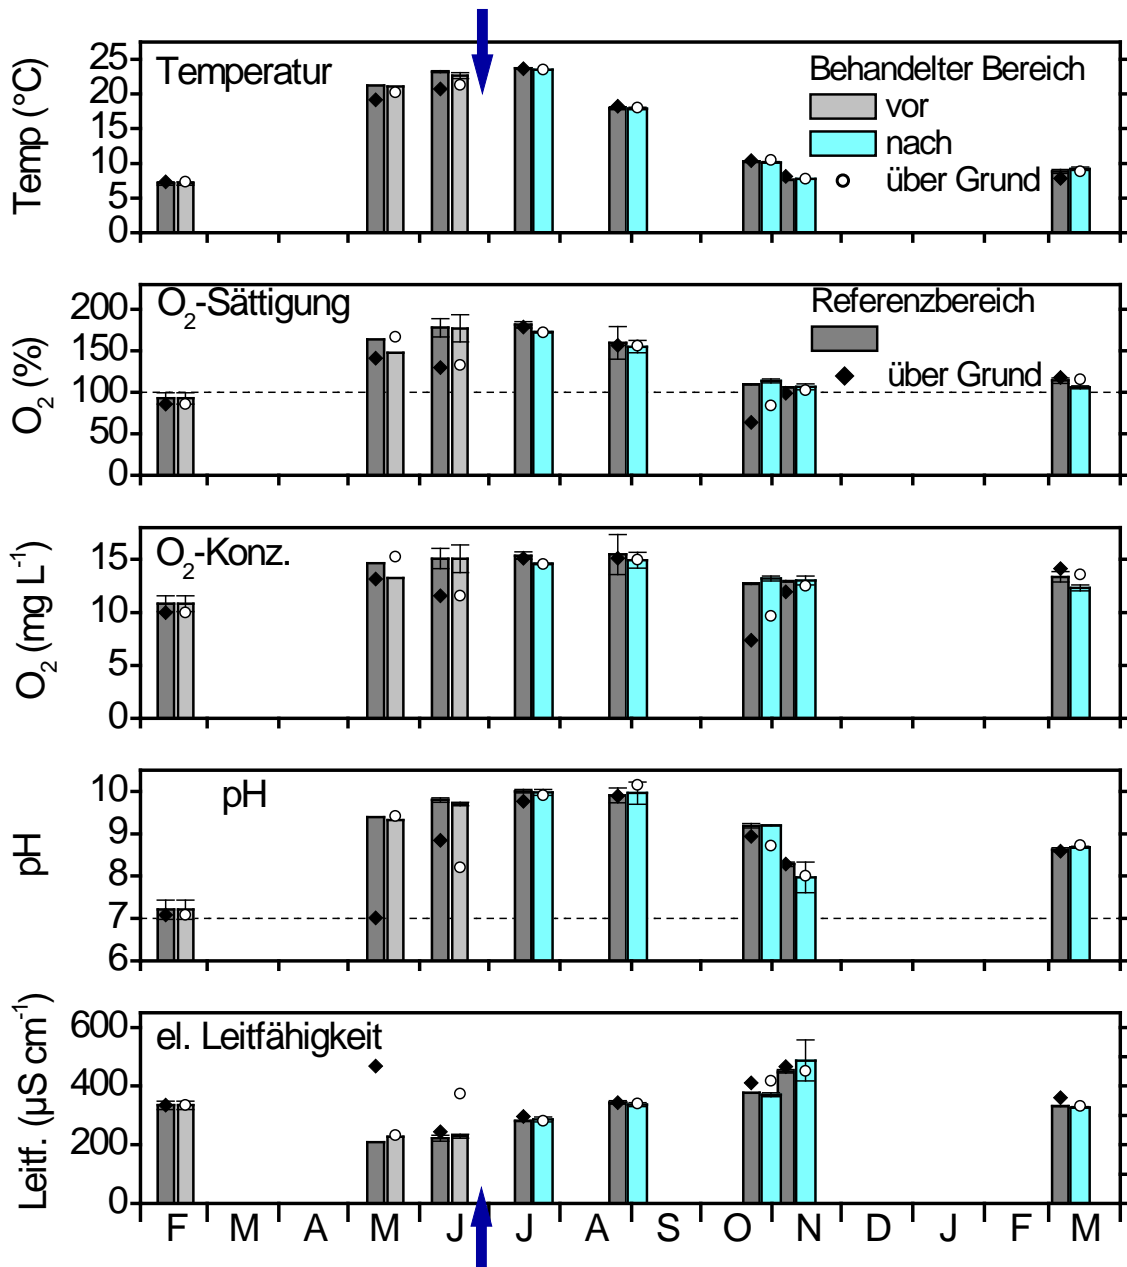 Temperatur
Behandelter Bereich
vor
nach
über Grund
Temp (°C)
25
20
15
10
5
0
O2-Sättigung
Referenzbereich
über Grund
O2 (%)
200
150
100
50
0
O2-Konz.
O2 (mg L-1)
15
10
5
0
pH
pH
10
9
8
7
6
el. Leitfähigkeit
Leitf. (µS cm-1)
600
400
200
0
F M A M J J A S O N D J F M